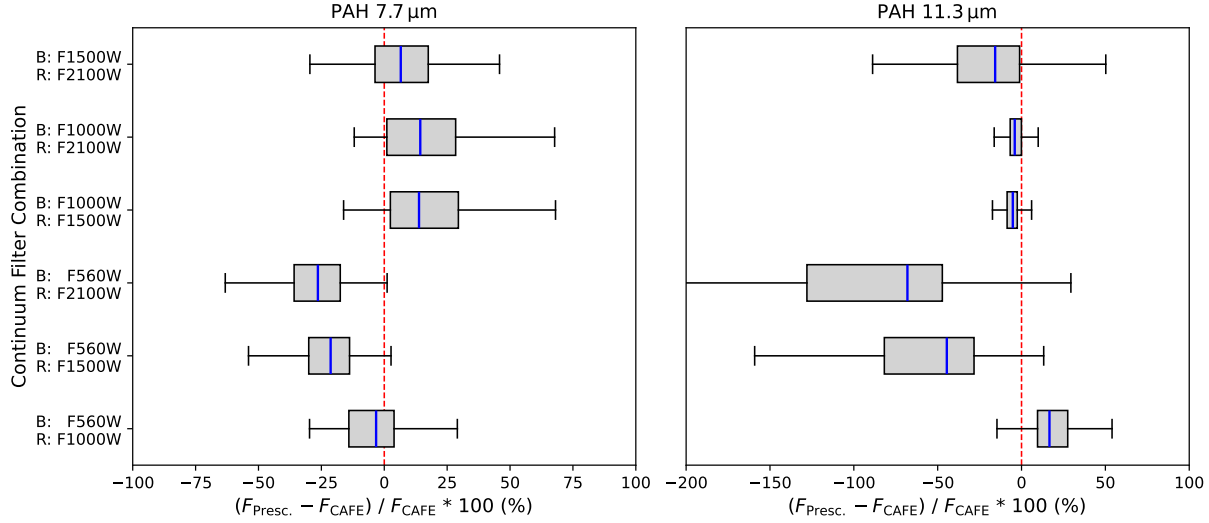 PAH 7.7 μm
PAH 11.3 μm
Continuum Filter Combination
B: F1500W
R: F2100W
B: F1000W
R: F2100W
B: F1000W
R: F1500W
B: F560W
R: F2100W
B: F560W
R: F1500W
B: F560W
R: F1000W
−100 −75 −50 −25 0 25 50 75 100
−200 −150 −100 −50 0 50 100
(F_Presc. − F_CAFE) / F_CAFE * 100 (%)
(F_Presc. − F_CAFE) / F_CAFE * 100 (%)